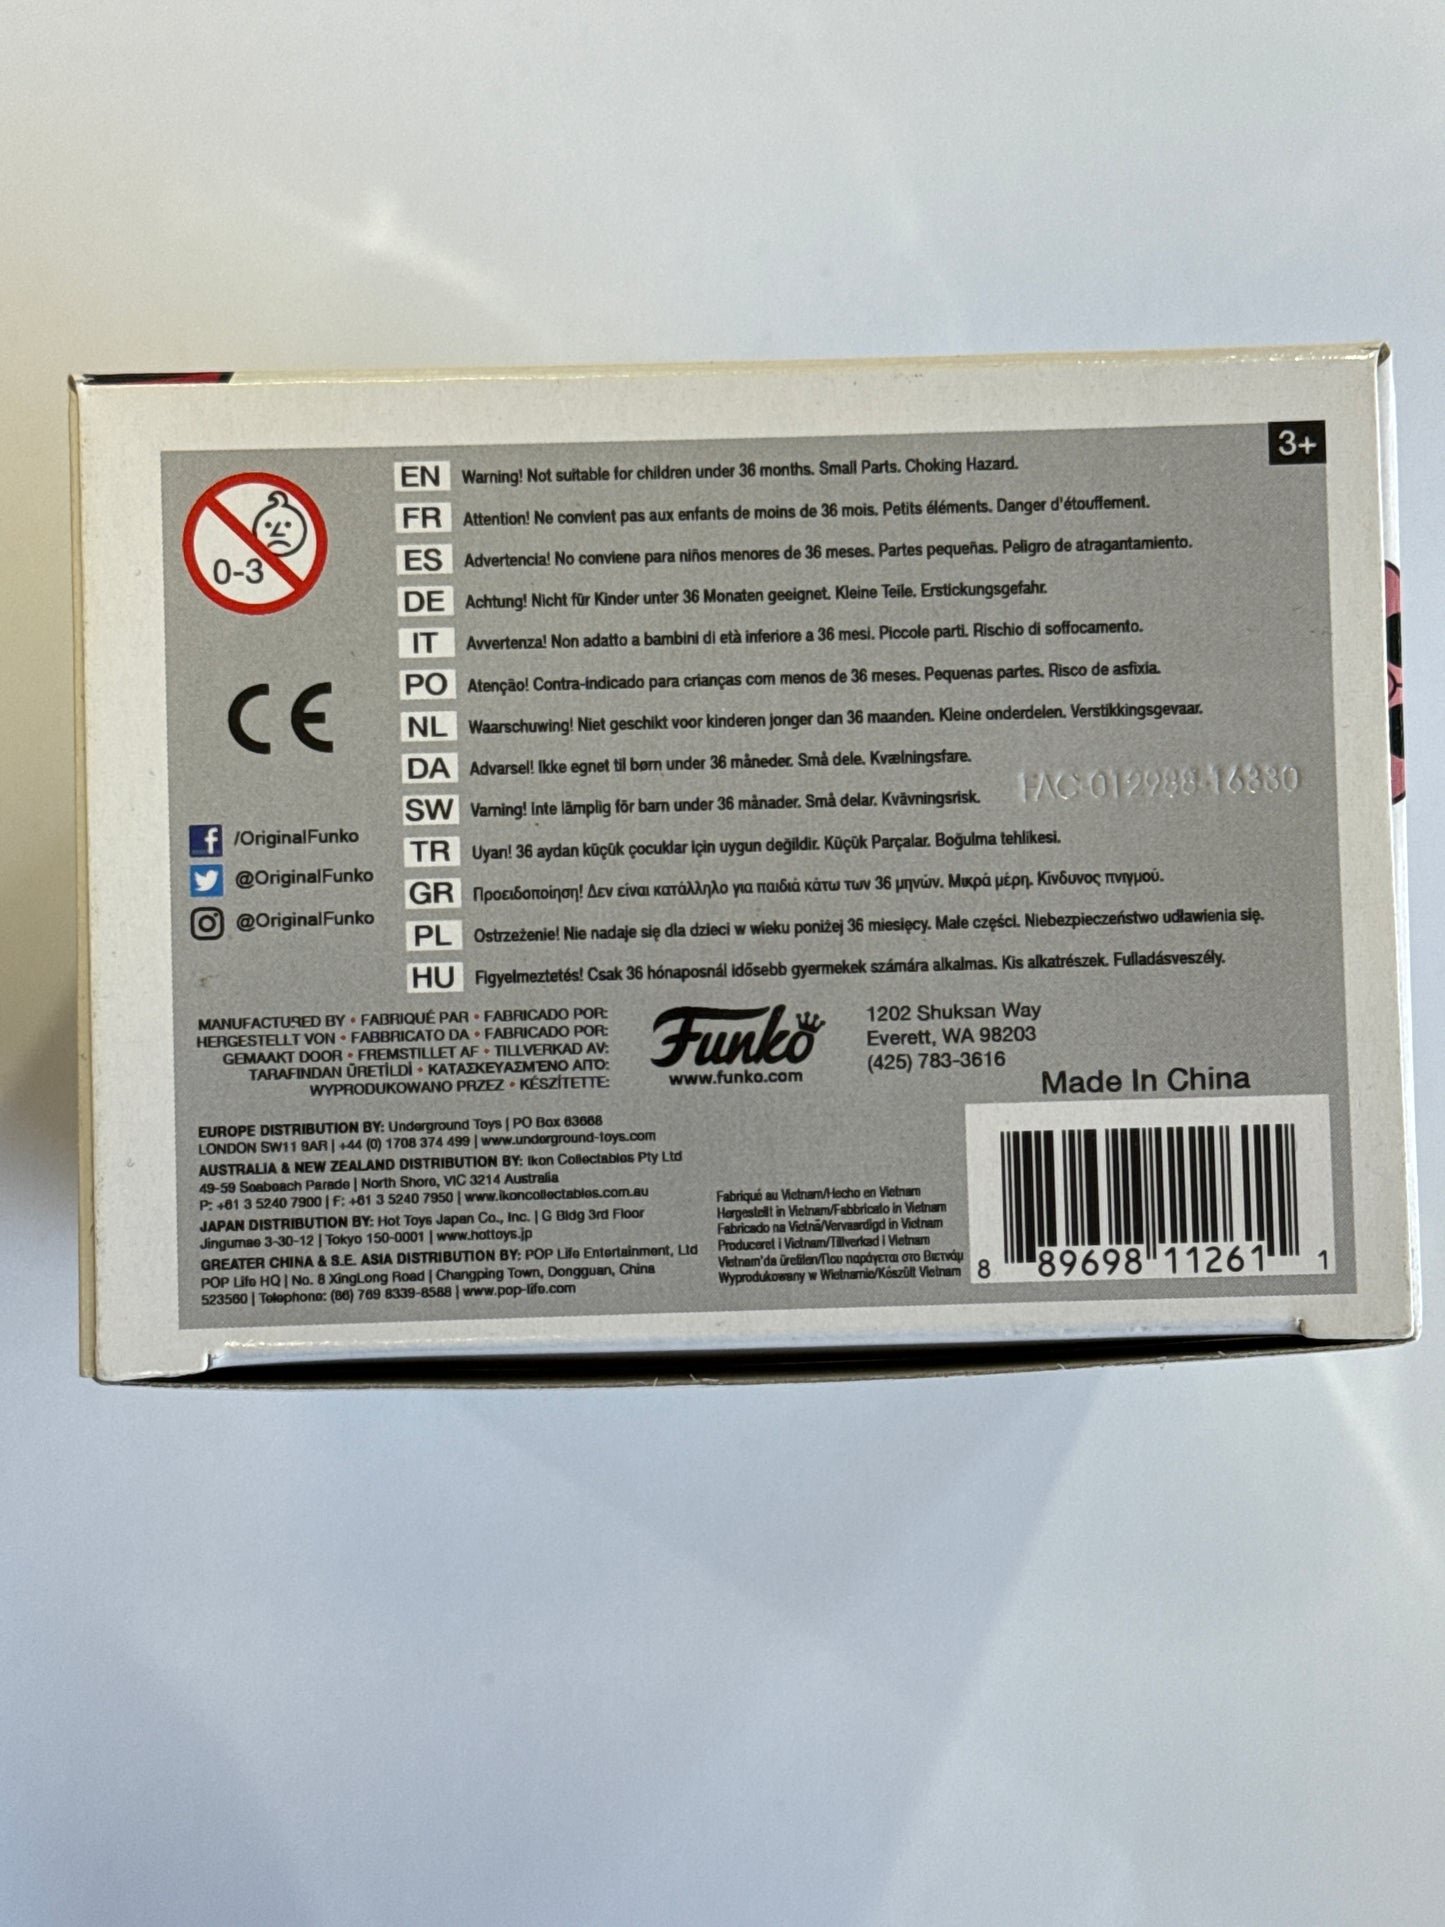 3+
0-3
EN Warning! Not suitable for children under 36 months. Small Parts. Choking Hazard.
FR Attention! Ne convient pas aux enfants de moins de 36 mois. Petits éléments. Danger d'étouffement.
ES Advertencia! No conviene para niños menores de 36 meses. Partes pequeñas. Peligro de atragantamiento.
DE Achtung! Nicht für Kinder unter 36 Monaten geeignet. Kleine Teile. Erstickungsgefahr.
IT Avvertenza! Non adatto a bambini di età inferiore a 36 mesi. Piccole parti. Rischio di soffocamento.
PO Atenção! Contra-indicado para crianças com menos de 36 meses. Pequenas partes. Risco de asfixia.
NL Waarschuwing! Niet geschikt voor kinderen jonger dan 36 maanden. Kleine onderdelen. Verstikkingsgevaar.
DA Advarsel! Ikke egnet til børn under 36 måneder. Små dele. Kvælningsfare.
SW Varning! Inte lämplig för barn under 36 månader. Små delar. Kvävningsrisk.
TR Uyarı! 36 aydan küçük çocuklar için uygun değildir. Küçük Parçalar. Boğulma tehlikesi.
GR Προειδοποίηση! Δεν είναι κατάλληλο για παιδιά κάτω των 36 μηνών. Μικρά μέρη. Κίνδυνος πνιγμού.
PL Ostrzeżenie! Nie nadaje się dla dzieci w wieku poniżej 36 miesięcy. Małe części. Niebezpieczeństwo udławienia się.
HU Figyelmeztetés! Csak 36 hónaposnál idősebb gyermekek számára alkalmas. Kis alkatrészek. Fulladásveszély.
FAC-012988-16330
CE
/OriginalFunko
@OriginalFunko
@OriginalFunko
MANUFACTURED BY • FABRIQUÉ PAR • FABRICADO POR:
HERGESTELLT VON • FABBRICATO DA • FABRICADO POR:
GEMAAKT DOOR • FREMSTILLET AF • TILLVERKAD AV:
TARAFINDAN ÜRETİLDİ • ΚΑΤΑΣΚΕΥΑΣΜΈΝΟ ΑΠΌ:
WYPRODUKOWANO PRZEZ • KÉSZÍTETTE:
Funko
www.funko.com
1202 Shuksan Way
Everett, WA 98203
(425) 783-3616
Made In China
EUROPE DISTRIBUTION BY: Underground Toys | PO Box 63668
LONDON SW11 9AR | +44 (0) 1708 374 499 | www.underground-toys.com
AUSTRALIA & NEW ZEALAND DISTRIBUTION BY: Ikon Collectables Pty Ltd
49-59 Seabeach Parade | North Shore, VIC 3214 Australia
P: +61 3 5240 7900 | F: +61 3 5240 7950 | www.ikoncollectables.com.au
JAPAN DISTRIBUTION BY: Hot Toys Japan Co., Inc. | G Bldg 3rd Floor
Jingumae 3-30-12 | Tokyo 150-0001 | www.hottoys.jp
GREATER CHINA & S.E. ASIA DISTRIBUTION BY: POP Life Entertainment, Ltd
POP Life HQ | No. 8 XingLong Road | Changping Town, Dongguan, China
523560 | Telephone: (86) 769 8339-8588 | www.pop-life.com
Fabriqué au Vietnam/Hecho en Vietnam
Hergestellt in Vietnam/Fabbricato in Vietnam
Fabricado na Vietnã/Vervaardigd in Vietnam
Produceret i Vietnam/Tillverkad i Vietnam
Vietnam'da üretilen/Που παράγεται στο Βιετνάμ
Wyprodukowany w Wietnamie/Készült Vietnam
8 89698 11261 1